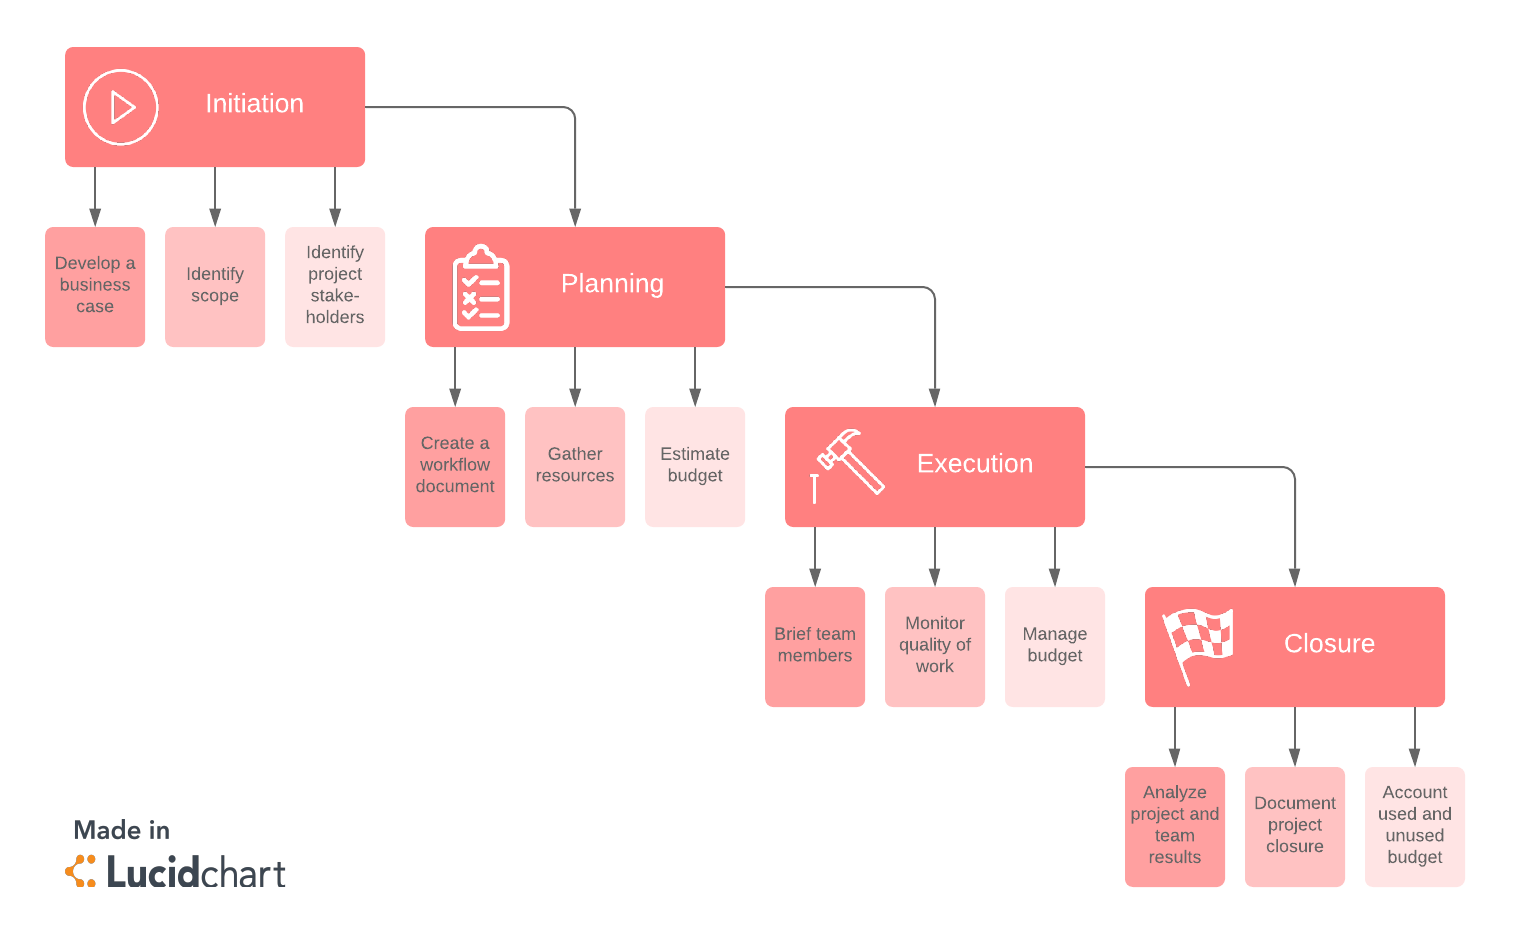 Initiation
Develop a
business
case
Identify
scope
Identify
project
stake-
holders
Planning
Create a
workflow
document
Gather
resources
Estimate
budget
Execution
Brief team
members
Monitor
quality of
work
Manage
budget
Closure
Analyze
project and
team
results
Document
project
closure
Account
used and
unused
budget
Made in
Lucidchart